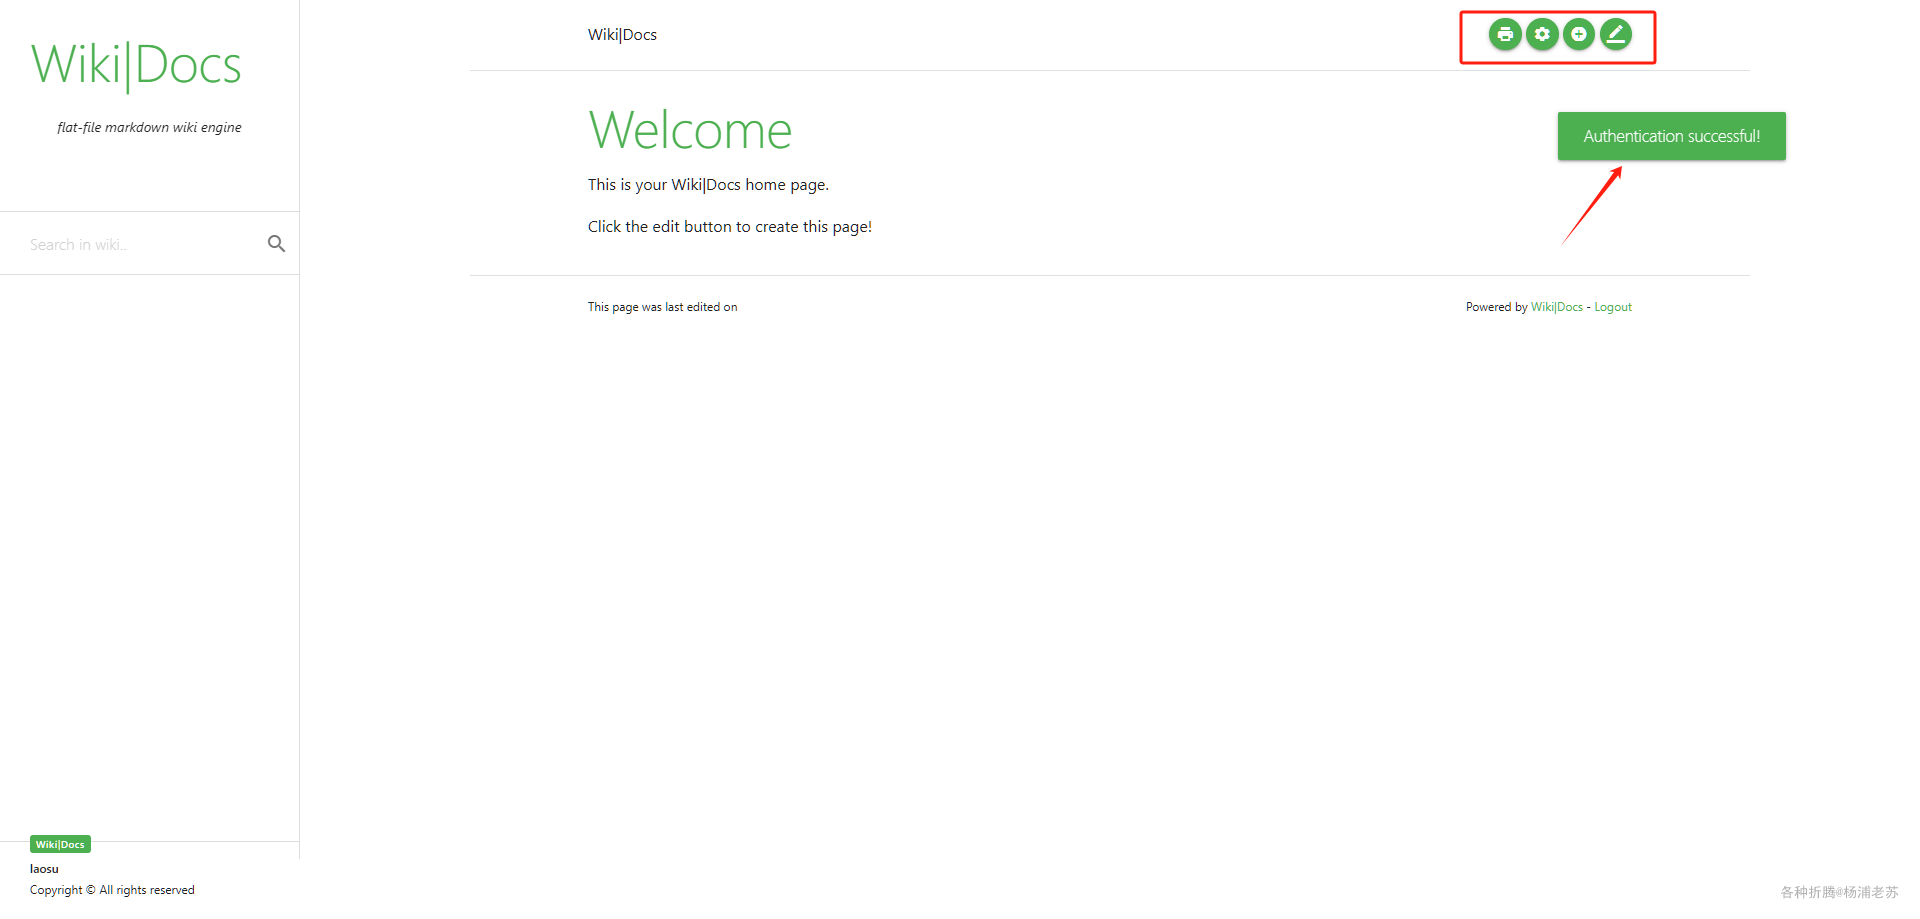 Wiki|Docs
flat-file markdown wiki engine
Search in wiki..
Wiki|Docs
Welcome
Authentication successful!
This is your Wiki|Docs home page.
Click the edit button to create this page!
This page was last edited on
Powered by Wiki|Docs - Logout
Wiki|Docs
laosu
Copyright © All rights reserved
各种折腾@杨浦老苏